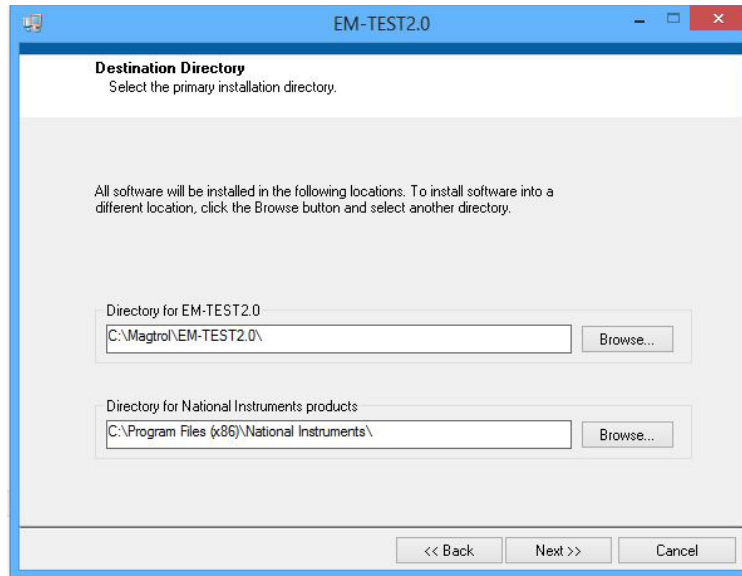 EM-TEST2.0
Destination Directory
Select the primary installation directory.
All software will be installed in the following locations. To install software into a
different location, click the Browse button and select another directory.
Directory for EM-TEST2.0
C:\Magtrol\EM-TEST2.0\
Browse...
Directory for National Instruments products
C:\Program Files (x86)\National Instruments\
Browse...
<< Back
Next >>
Cancel